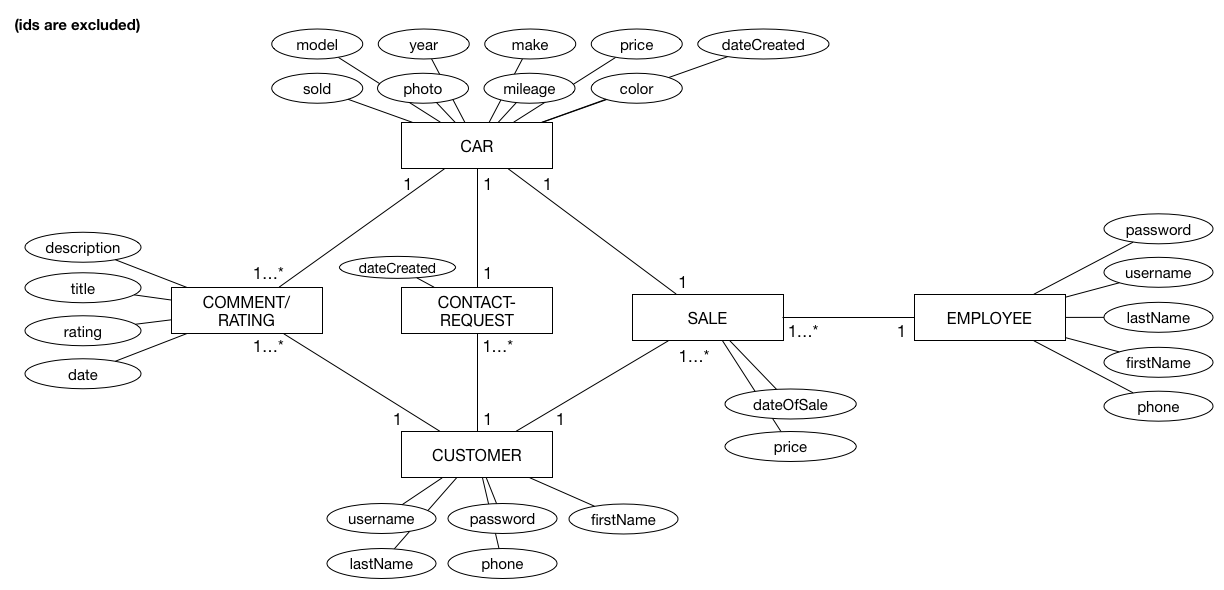 (ids are excluded)
model
year
make
price
dateCreated
sold
photo
mileage
color
CAR
1
1
1
description
title
rating
date
1...*
COMMENT/
RATING
1...*
dateCreated
1
CONTACT-
REQUEST
1...*
1
SALE
1...*
1...*
1
EMPLOYEE
password
username
lastName
firstName
phone
dateOfSale
price
1
1
1
CUSTOMER
username
password
firstName
lastName
phone